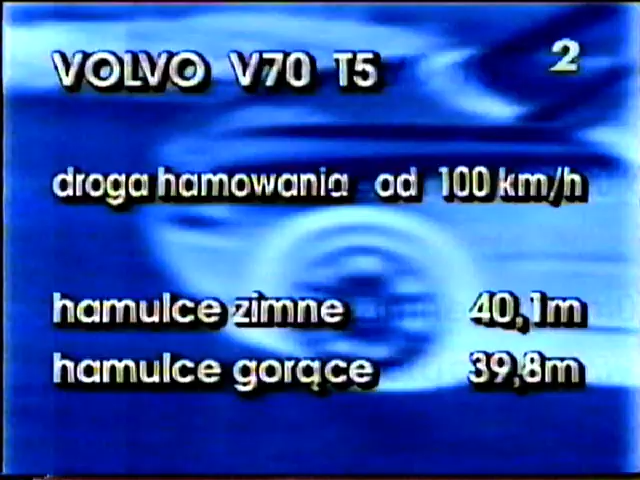 VOLVO V70 T5
2
droga hamowania od 100 km/h
hamulce zimne 40,1m
hamulce gorące 39,8m